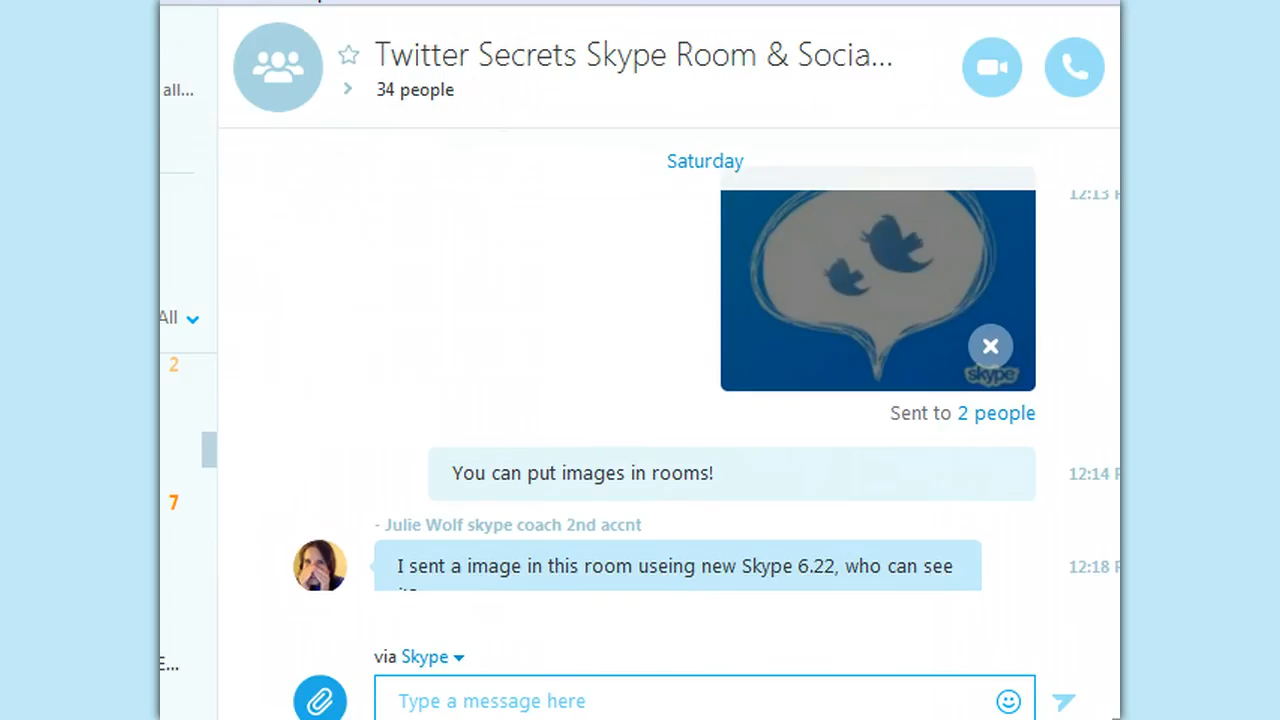 Twitter Secrets Skype Room & Socia...
34 people
all...
Saturday
12:13
skype
Sent to 2 people
All
2
You can put images in rooms!
12:14
7
- Julie Wolf skype coach 2nd accnt
I sent a image in this room useing new Skype 6.22, who can see
12:18
via Skype
E...
Type a message here